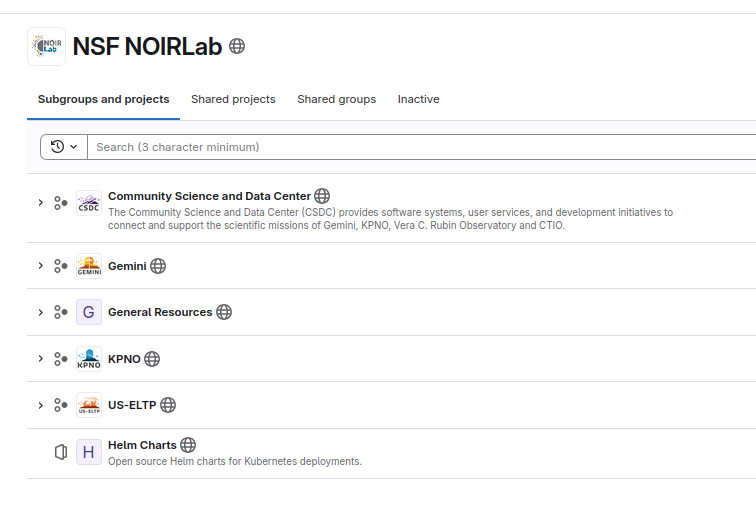 NOIR
Lab
NSF NOIRLab
Subgroups and projects
Shared projects
Shared groups
Inactive
Search (3 character minimum)
CSDC
Community Science and Data Center
The Community Science and Data Center (CSDC) provides software systems, user services, and development initiatives to
connect and support the scientific missions of Gemini, KPNO, Vera C. Rubin Observatory and CTIO.
GEMINI
Gemini
G
General Resources
KPNO
KPNO
US-ELTP
US-ELTP
H
Helm Charts
Open source Helm charts for Kubernetes deployments.